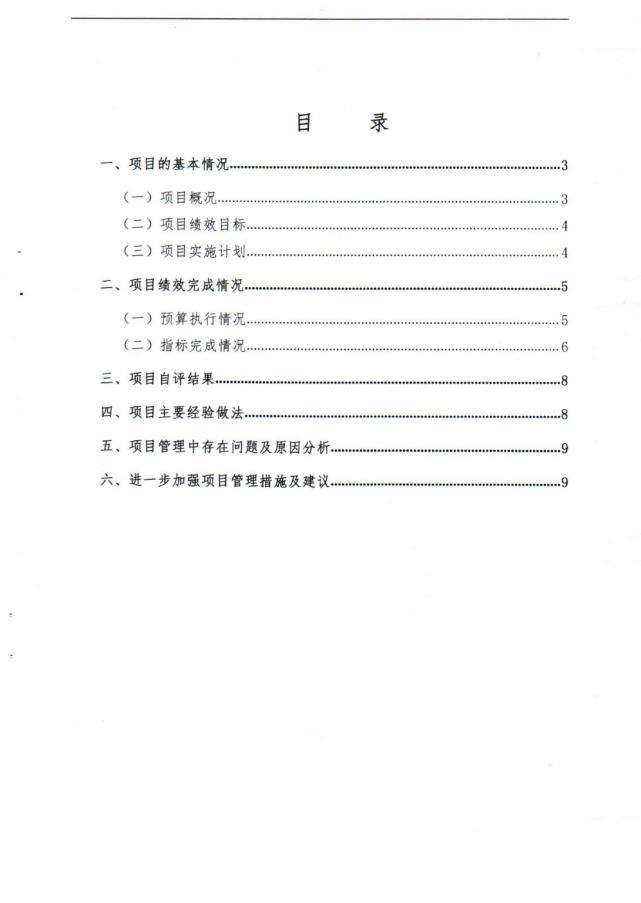 目 录
一、项目的基本情况........................3
（一）项目概况........................3
（二）项目绩效目标........................4
（三）项目实施计划........................4
二、项目绩效完成情况........................5
（一）预算执行情况........................5
（二）指标完成情况........................6
三、项目自评结果........................8
四、项目主要经验做法........................8
五、项目管理中存在问题及原因分析........................9
六、进一步加强项目管理措施及建议........................9